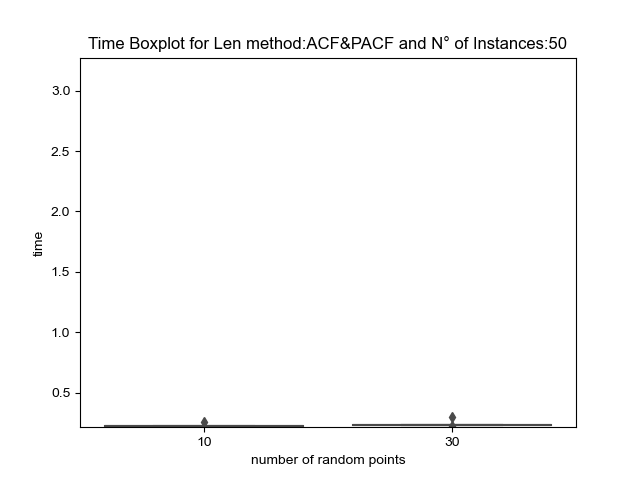 Time Boxplot for Len method:ACF&PACF and N° of Instances:50
3.0
2.5
2.0
1.5
1.0
0.5
time
10
30
number of random points